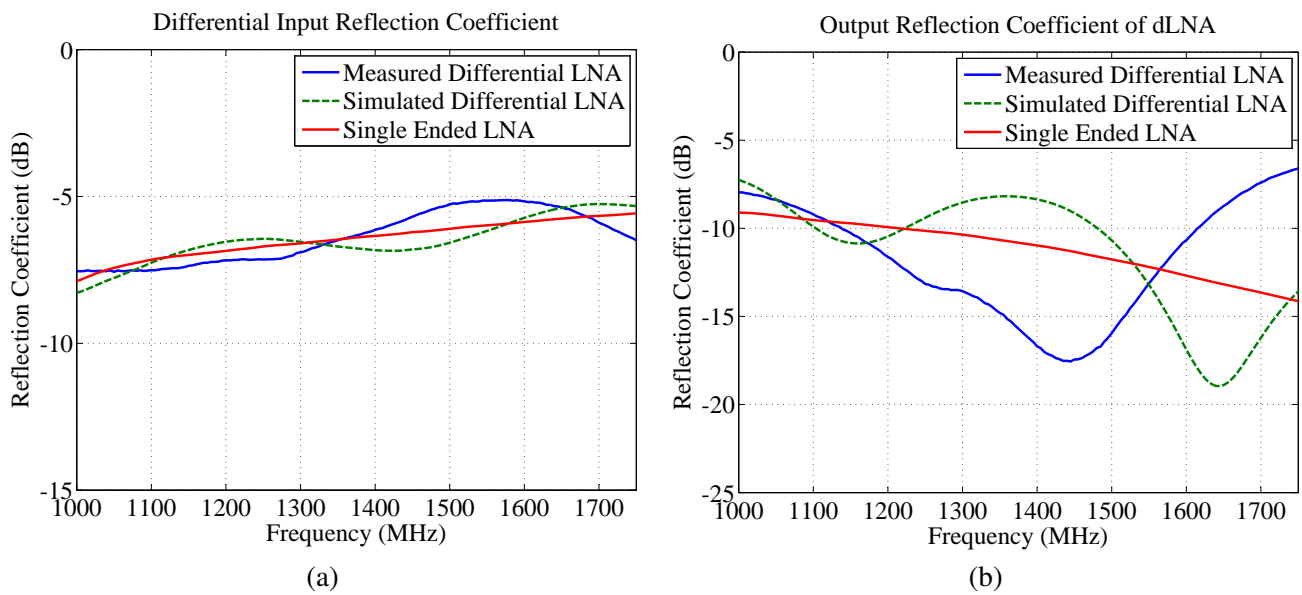 Differential Input Reflection Coefficient
0
-5
-10
-15
Reflection Coefficient (dB)
Measured Differential LNA
Simulated Differential LNA
Single Ended LNA
1000 1100 1200 1300 1400 1500 1600 1700
Frequency (MHz)
(a)
Output Reflection Coefficient of dLNA
0
-5
-10
-15
-20
-25
Reflection Coefficient (dB)
Measured Differential LNA
Simulated Differential LNA
Single Ended LNA
1000 1100 1200 1300 1400 1500 1600 1700
Frequency (MHz)
(b)